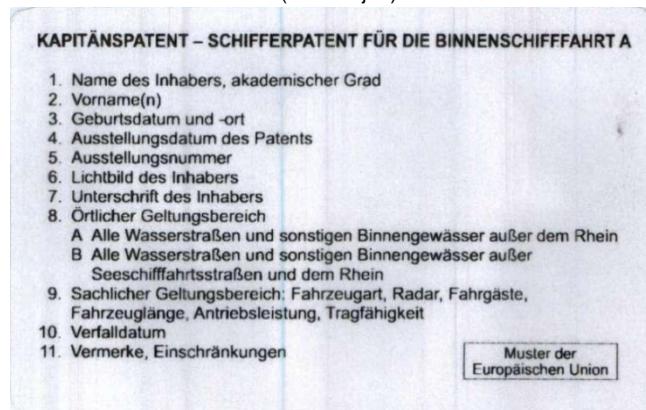 KAPITÄNSPATENT – SCHIFFERPATENT FÜR DIE BINNENSCHIFFFAHRT A
1. Name des Inhabers, akademischer Grad
2. Vorname(n)
3. Geburtsdatum und -ort
4. Ausstellungsdatum des Patents
5. Ausstellungsnummer
6. Lichtbild des Inhabers
7. Unterschrift des Inhabers
8. Örtlicher Geltungsbereich
A Alle Wasserstraßen und sonstigen Binnengewässer außer dem Rhein
B Alle Wasserstraßen und sonstigen Binnengewässer außer
Seeschifffahrtsstraßen und dem Rhein
9. Sachlicher Geltungsbereich: Fahrzeugart, Radar, Fahrgäste,
Fahrzeuglänge, Antriebsleistung, Tragfähigkeit
10. Verfalldatum
11. Vermerke, Einschränkungen
Muster der
Europäischen Union